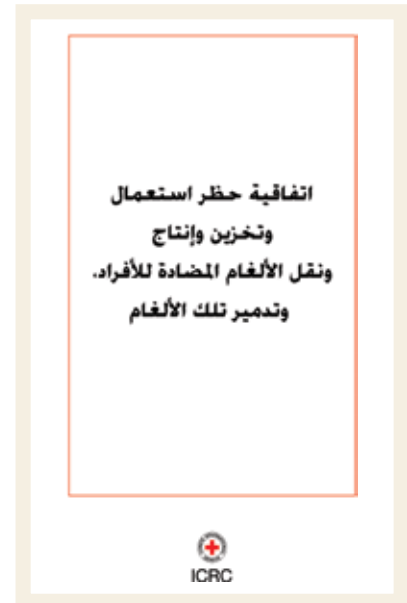 اتفاقية حظر استعمال
وتخزين وإنتاج
ونقل الألغام المضادة للأفراد،
وتدمير تلك الألغام
ICRC